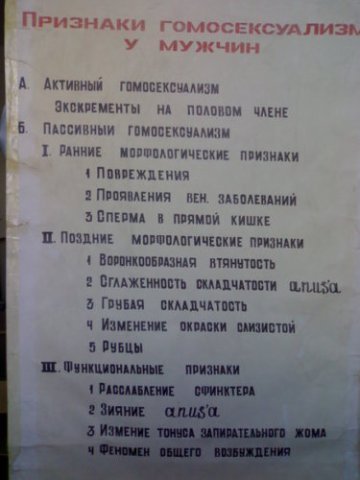 ПРИЗНАКИ ГОМОСЕКСУАЛИЗМ
У МУЖЧИН
А. АКТИВНЫЙ ГОМОСЕКСУАЛИЗМ
ЭКСКРЕМЕНТЫ НА ПОЛОВОМ ЧЛЕНЕ
Б. ПАССИВНЫЙ ГОМОСЕКСУАЛИЗМ
I. РАННИЕ МОРФОЛОГИЧЕСКИЕ ПРИЗНАКИ
1 ПОВРЕЖДЕНИЯ
2 ПРОЯВЛЕНИЯ ВЕН. ЗАБОЛЕВАНИЙ
3 СПЕРМА В ПРЯМОЙ КИШКЕ
II. ПОЗДНИЕ МОРФОЛОГИЧЕСКИЕ ПРИЗНАКИ
1 ВОРОНКООБРАЗНАЯ ВТЯНУТОСТЬ
2 СГЛАЖЕННОСТЬ СКЛАДЧАТОСТИ anus'a
3 ГРУБАЯ СКЛАДЧАТОСТЬ
4 ИЗМЕНЕНИЕ ОКРАСКИ СЛИЗИСТОЙ
5 РУБЦЫ
III. ФУНКЦИОНАЛЬНЫЕ ПРИЗНАКИ
1 РАССЛАБЛЕНИЕ СФИНКТЕРА
2 ЗИЯНИЕ anus'a
3 ИЗМЕНИЕ ТОНУСА ЗАПИРАТЕЛЬНОГО ЖОМА
4 ФЕНОМЕН ОБЩЕГО ВОЗБУЖДЕНИЯ